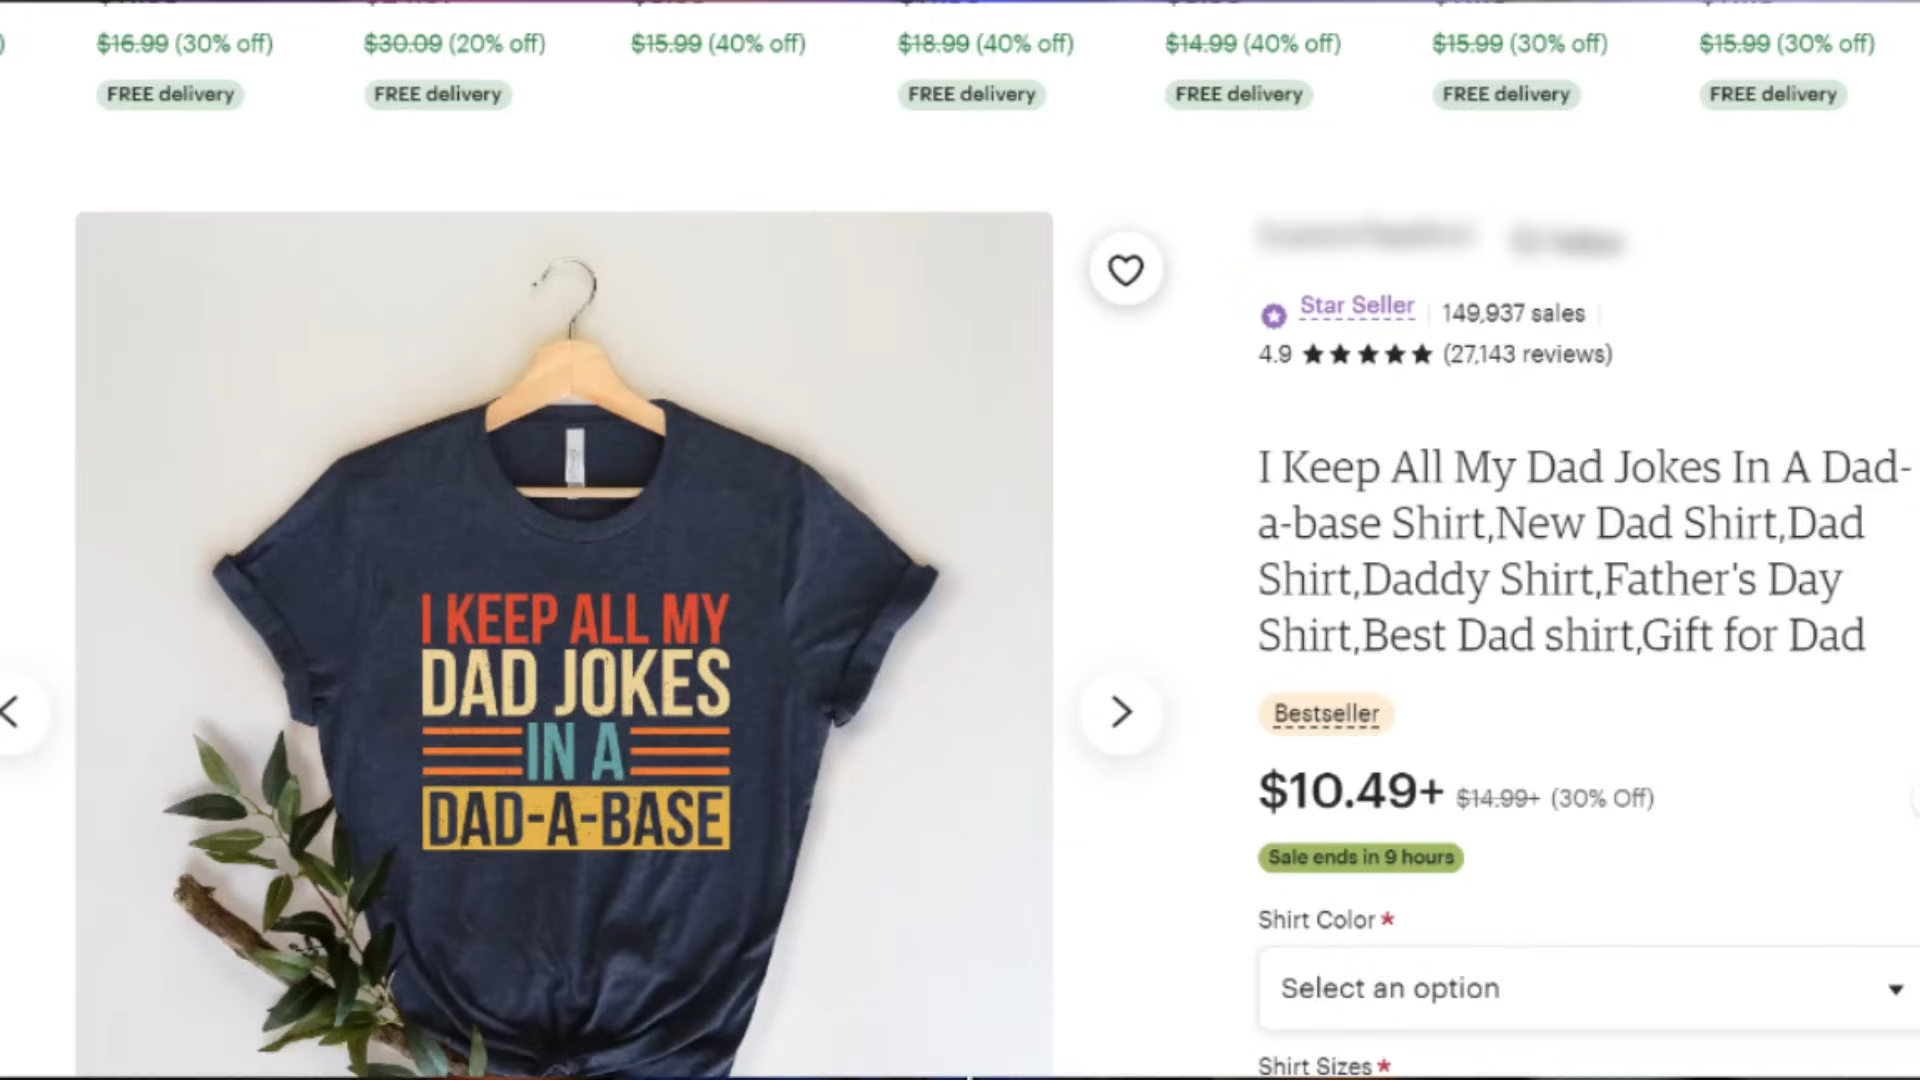 $16.99 (30% off)
$30.09 (20% off)
$15.99 (40% off)
$18.99 (40% off)
$14.99 (40% off)
$15.99 (30% off)
$15.99 (30% off)
FREE delivery
FREE delivery
FREE delivery
FREE delivery
FREE delivery
FREE delivery
I KEEP ALL MY
DAD JOKES
IN A
DAD-A-BASE
Star Seller
149,937 sales
4.9 ★★★★★ (27,143 reviews)
I Keep All My Dad Jokes In A Dad-
a-base Shirt,New Dad Shirt,Dad
Shirt,Daddy Shirt,Father's Day
Shirt,Best Dad shirt,Gift for Dad
Bestseller
$10.49+ $14.99+ (30% Off)
Sale ends in 9 hours
Shirt Color *
Select an option
Shirt Sizes *